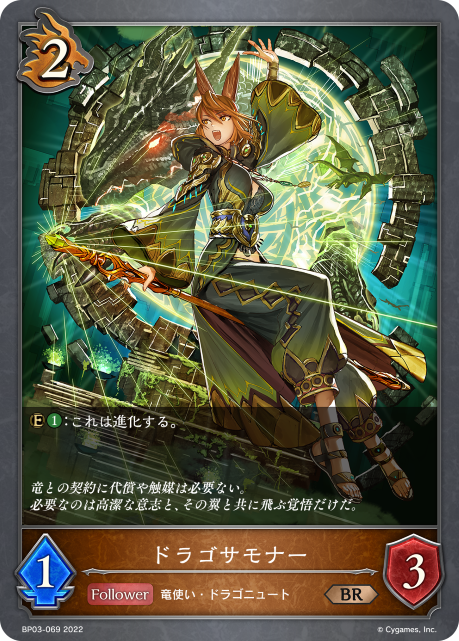 2
E 1：これは進化する。
竜との契約に代償や触媒は必要ない。
必要なのは高潔な意志と、その翼と共に飛ぶ覚悟だけだ。
ドラゴサモナー
1
Follower 竜使い・ドラゴニュート BR
3
BP03-069 2022 © Cygames, Inc.